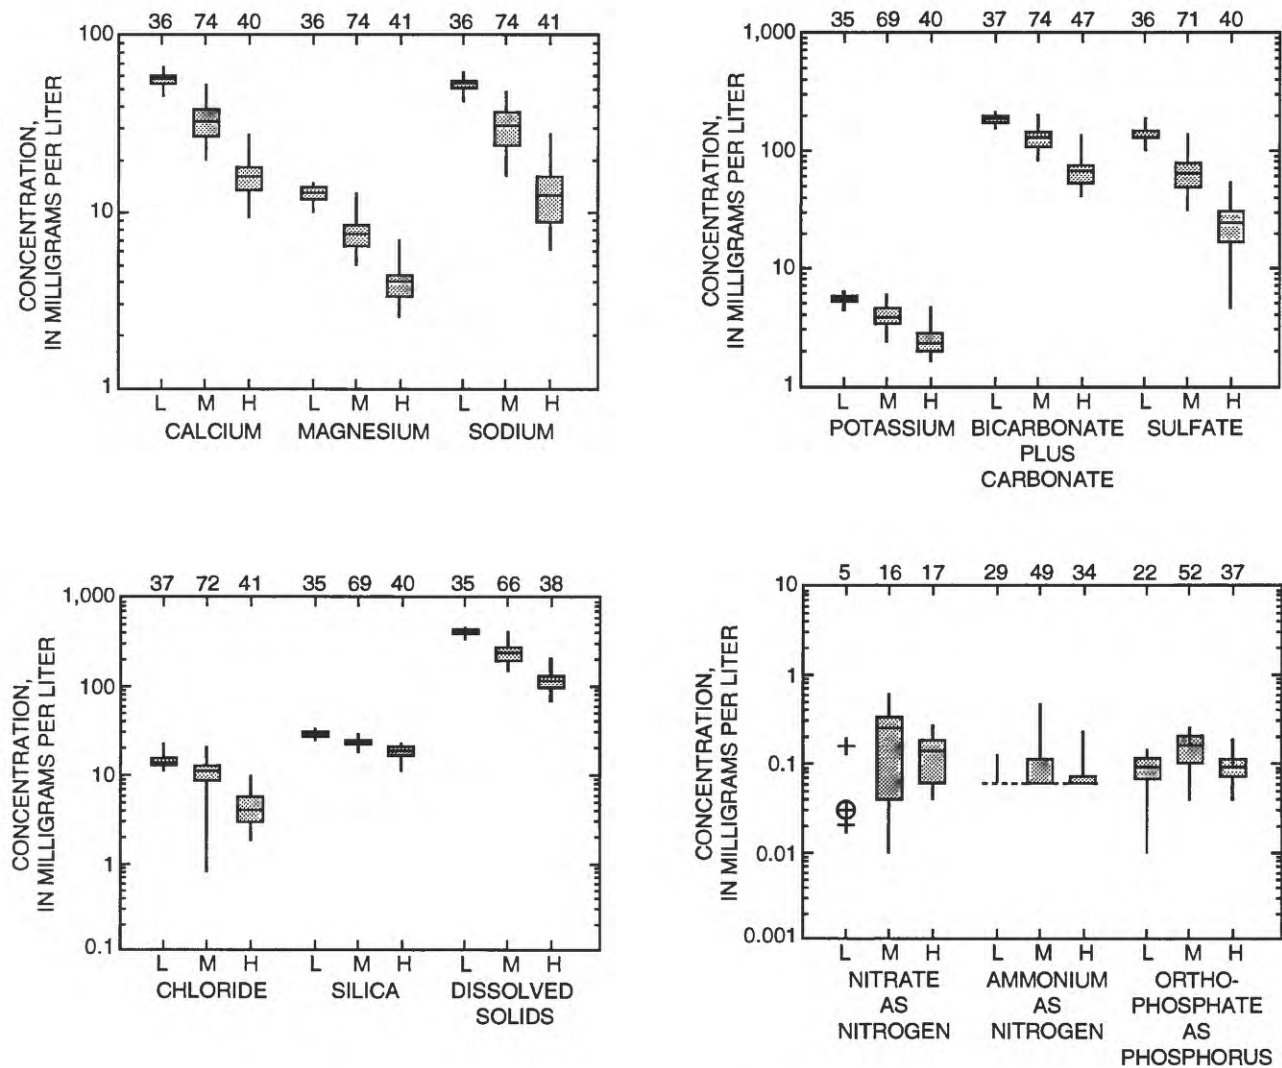 36 74 40 36 74 41 36 74 41
100
10
1
CONCENTRATION,
IN MILLIGRAMS PER LITER
L M H L M H L M H
CALCIUM MAGNESIUM SODIUM
35 69 40 37 74 47 36 71 40
1,000
100
10
1
CONCENTRATION,
IN MILLIGRAMS PER LITER
L M H L M H L M H
POTASSIUM BICARBONATE SULFATE
PLUS
CARBONATE
37 72 41 35 69 40 35 66 38
1,000
100
10
1
0.1
CONCENTRATION,
IN MILLIGRAMS PER LITER
L M H L M H L M H
CHLORIDE SILICA DISSOLVED
SOLIDS
5 16 17 29 49 34 22 52 37
10
1
0.1
0.01
0.001
CONCENTRATION,
IN MILLIGRAMS PER LITER
L M H L M H L M H
NITRATE AMMONIUM ORTHO-
AS AS PHOSPHATE
NITROGEN NITROGEN AS
PHOSPHORUS